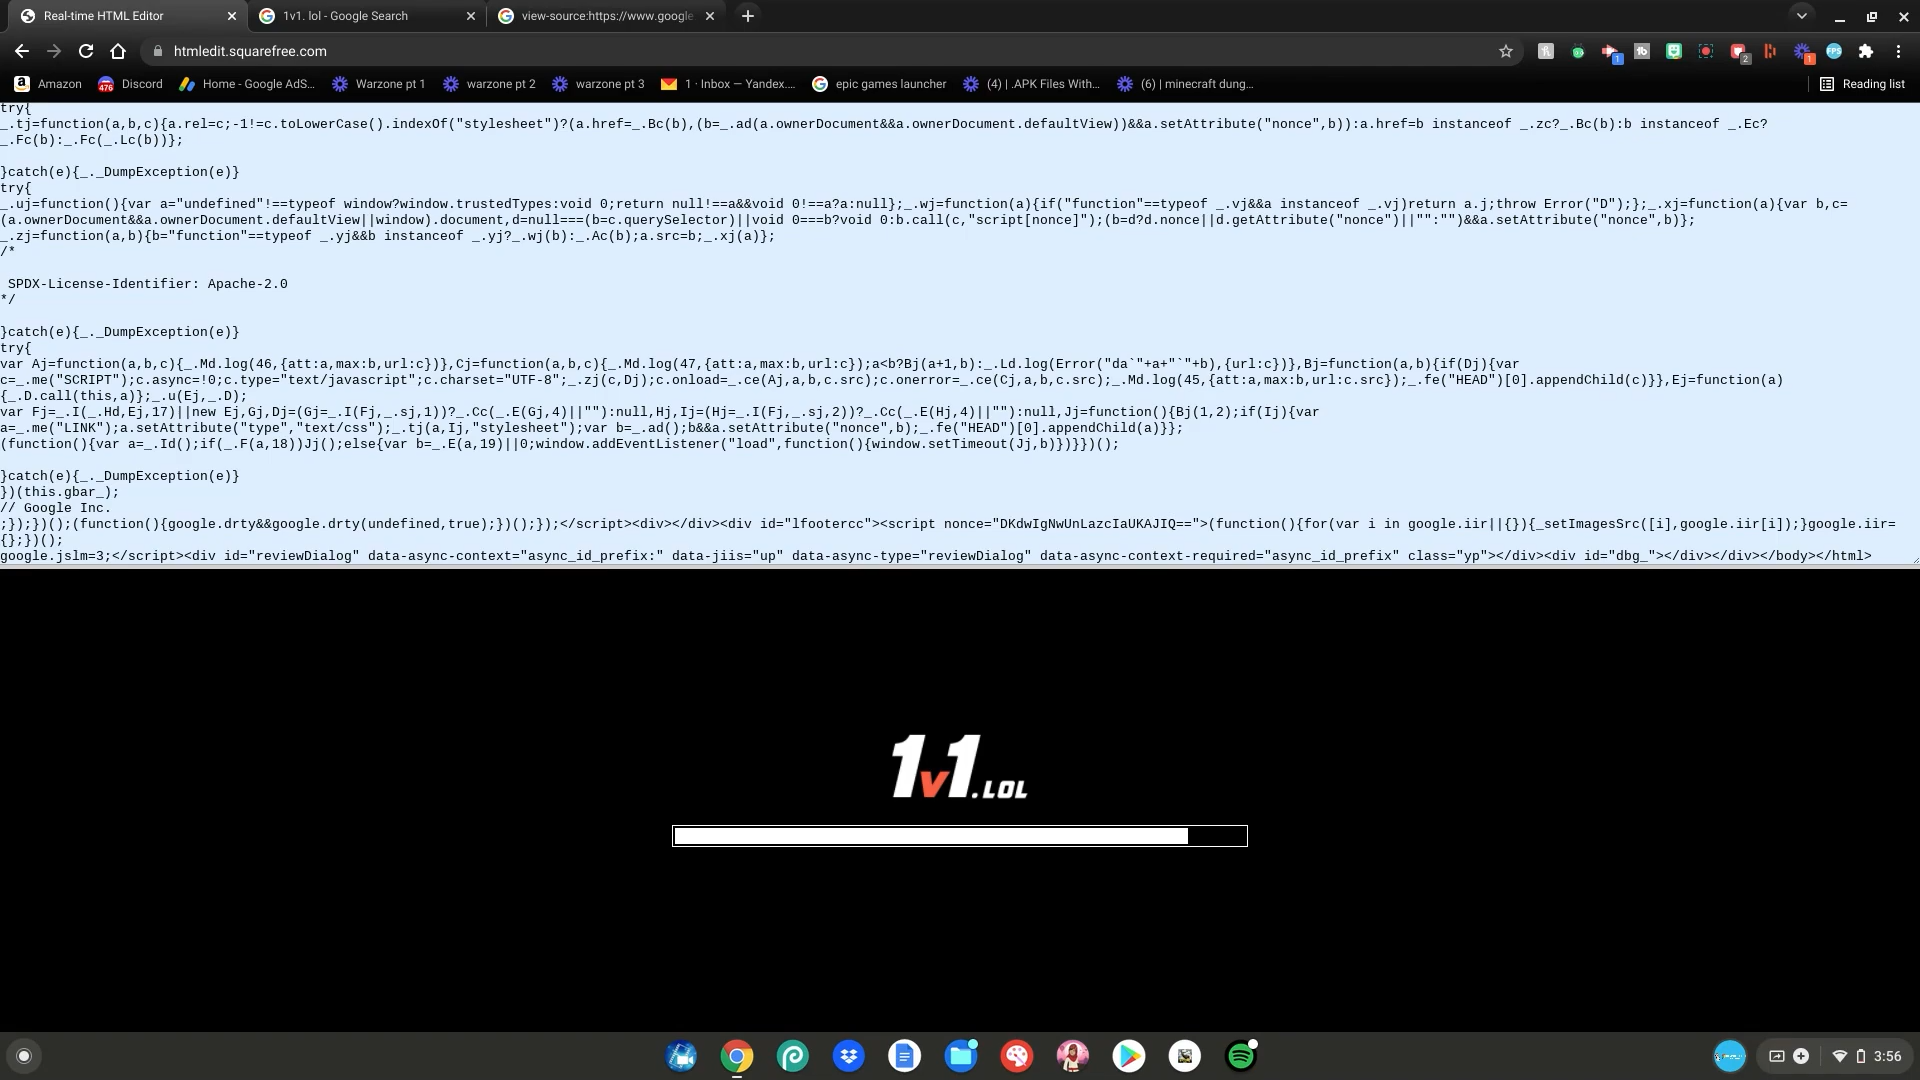 Real-time HTML Editor
1v1. lol - Google Search
view-source:https://www.google
htmledit.squarefree.com
1
2
1
FPS
Amazon
476
Discord
Home - Google AdS...
Warzone pt 1
warzone pt 2
warzone pt 3
1 · Inbox — Yandex....
epic games launcher
(4) | .APK Files With...
(6) | minecraft dung...
Reading list
try{
_.tj=function(a,b,c){a.rel=c;-1!=c.toLowerCase().indexOf("stylesheet")?(a.href=_.Bc(b),(b=_.ad(a.ownerDocument&&a.ownerDocument.defaultView))&&a.setAttribute("nonce",b)):a.href=b instanceof _.zc?_.Bc(b):b instanceof _.Ec?
_.Fc(b):_.Fc(_.Lc(b))};
}catch(e){_._DumpException(e)}
try{
_.uj=function(){var a="undefined"!==typeof window?window.trustedTypes:void 0;return null!==a&&void 0!==a?a:null};_.wj=function(a){if("function"==typeof _.vj&&a instanceof _.vj)return a.j;throw Error("D");};_.xj=function(a){var b,c=
(a.ownerDocument&&a.ownerDocument.defaultView||window).document,d=null===(b=c.querySelector)||void 0===b?void 0:b.call(c,"script[nonce]");(b=d?d.nonce||d.getAttribute("nonce")||"":"")&&a.setAttribute("nonce",b)};
_.zj=function(a,b){b="function"==typeof _.yj&&b instanceof _.yj?_.wj(b):_.Ac(b);a.src=b;_.xj(a)};
/*
SPDX-License-Identifier: Apache-2.0
*/
}catch(e){_._DumpException(e)}
try{
var Aj=function(a,b,c){_.Md.log(46,{att:a,max:b,url:c})},Cj=function(a,b,c){_.Md.log(47,{att:a,max:b,url:c});a<b?Bj(a+1,b):_.Ld.log(Error("da`"+a+"`"+b),{url:c})},Bj=function(a,b){if(Dj){var
c=_.me("SCRIPT");c.async=!0;c.type="text/javascript";c.charset="UTF-8";_.zj(c,Dj);c.onload=_.ce(Aj,a,b,c.src);c.onerror=_.ce(Cj,a,b,c.src);_.Md.log(45,{att:a,max:b,url:c.src});_.fe("HEAD")[0].appendChild(c)}},Ej=function(a)
{_.D.call(this,a)};_.u(Ej,_.D);
var Fj=_.I(_.Hd,Ej,17)||new Ej,Gj,Dj=(Gj=_.I(Fj,_.sj,1))?_.Cc(_.E(Gj,4)||""):null,Hj,Ij=(Hj=_.I(Fj,_.sj,2))?_.Cc(_.E(Hj,4)||""):null,Jj=function(){Bj(1,2);if(Ij){var
a=_.me("LINK");a.setAttribute("type","text/css");_.tj(a,Ij,"stylesheet");var b=_.ad();b&&a.setAttribute("nonce",b);_.fe("HEAD")[0].appendChild(a)}};
(function(){var a=_.Id();if(_.F(a,18))Jj();else{var b=_.E(a,19)||0;window.addEventListener("load",function(){window.setTimeout(Jj,b)})}})();
}catch(e){_._DumpException(e)}
})(this.gbar_);
// Google Inc.
;});})();(function(){google.drty&&google.drty(undefined,true);})();});</script><div></div><div id="lfootercc"><script nonce="DKdwIgNwUnLazcIaUKAJIQ==">(function(){for(var i in google.iir||{}){_setImagesSrc([i],google.iir[i]);}google.iir=
{};})();
google.jslm=3;</script><div id="reviewDialog" data-async-context="async_id_prefix:" data-jiis="up" data-async-type="reviewDialog" data-async-context-required="async_id_prefix" class="yp"></div><div id="dbg_"></div></div></body></html>
1v1.LOL
3:56